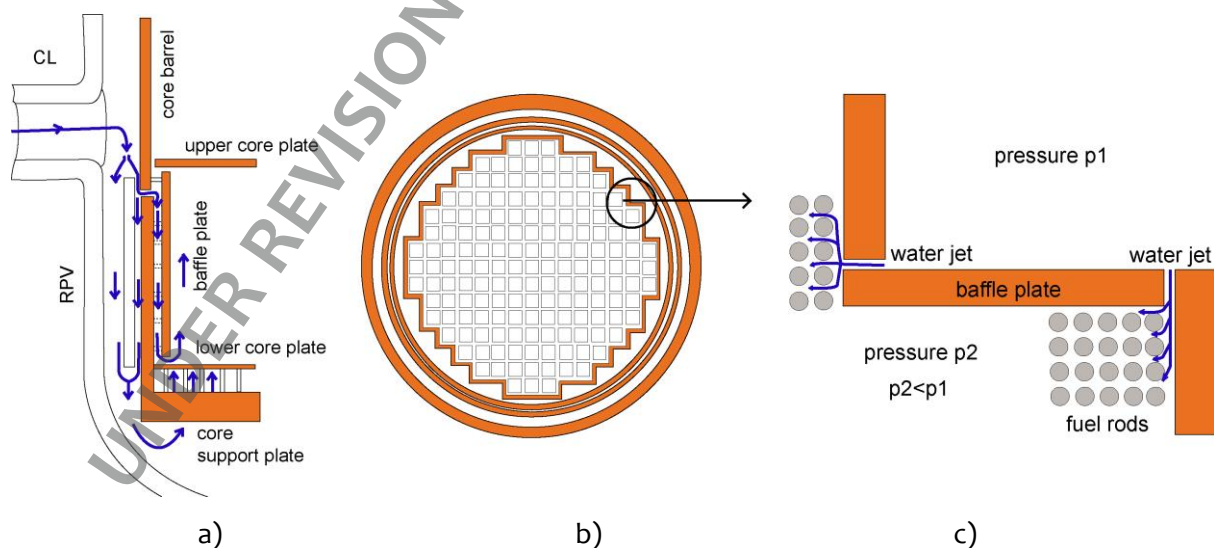 CL
core barrel
upper core plate
RPV
baffle plate
lower core plate
core
support plate
pressure p1
water jet
water jet
baffle plate
pressure p2
p2<p1
fuel rods
UNDER REVISION
a)
b)
c)